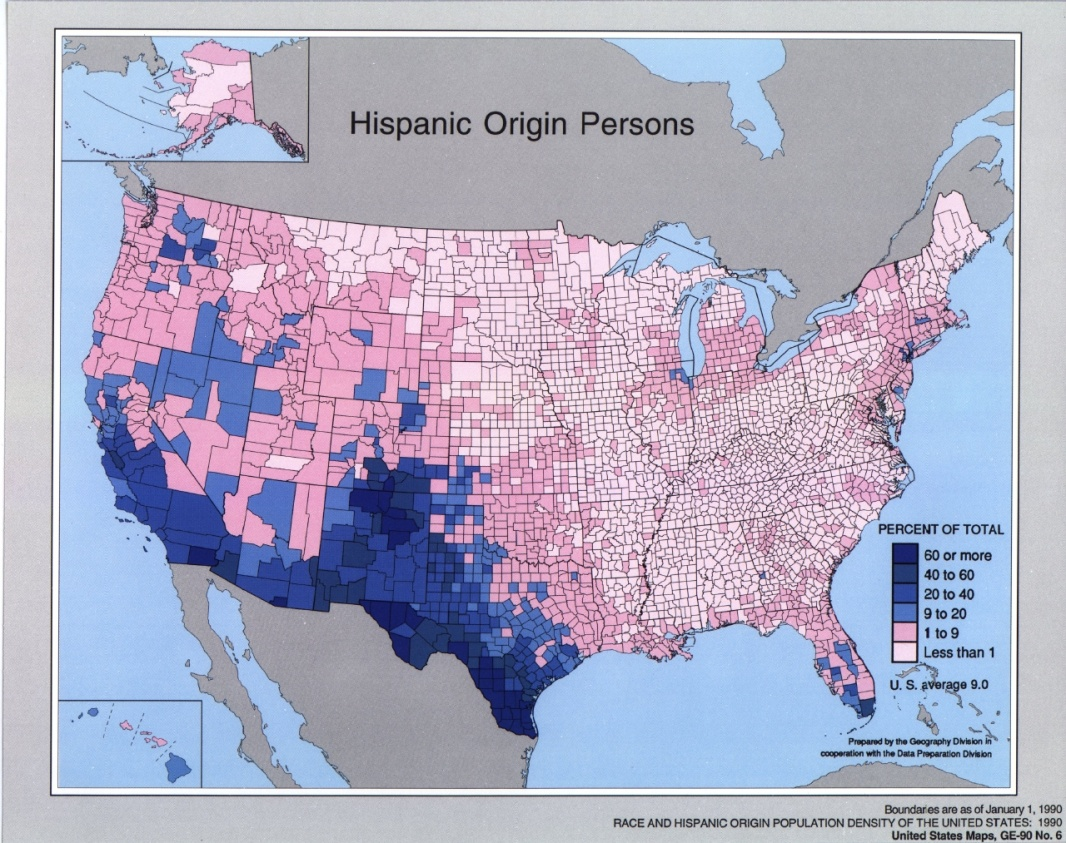 Hispanic Origin Persons
PERCENT OF TOTAL
60 or more
40 to 60
20 to 40
9 to 20
1 to 9
Less than 1
U. S. average 9.0
Prepared by the Geography Division in
cooperation with the Data Preparation Division
Boundaries are as of January 1, 1990
RACE AND HISPANIC ORIGIN POPULATION DENSITY OF THE UNITED STATES: 1990
United States Maps, GE-90 No. 6